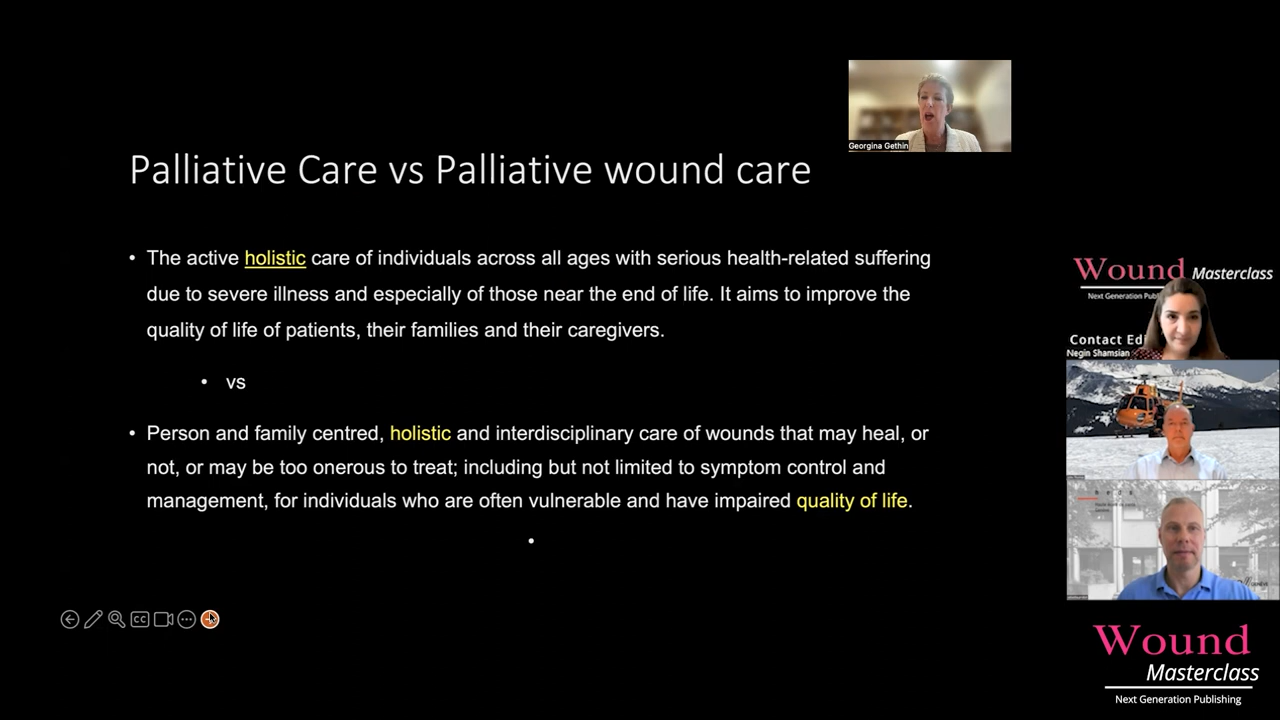 Georgina Gethin
Palliative Care vs Palliative wound care
• The active holistic care of individuals across all ages with serious health-related suffering
due to severe illness and especially of those near the end of life. It aims to improve the
quality of life of patients, their families and their caregivers.
• vs
• Person and family centred, holistic and interdisciplinary care of wounds that may heal, or
not, or may be too onerous to treat; including but not limited to symptom control and
management, for individuals who are often vulnerable and have impaired quality of life.
•
CC
Wound Masterclass
Next Generation Publ
Contact Edi
Negin Shamsian
Wound
Masterclass
Next Generation Publishing